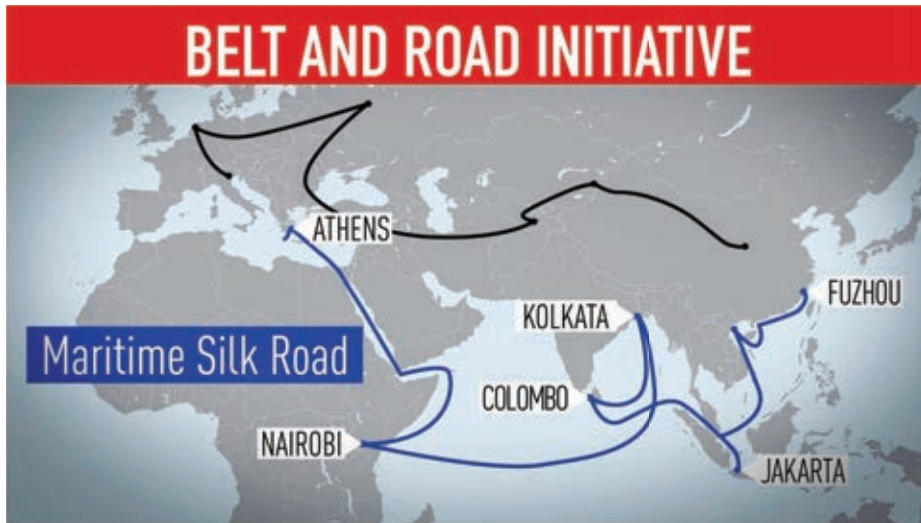 BELT AND ROAD INITIATIVE
ATHENS
KOLKATA
FUZHOU
Maritime Silk Road
COLOMBO
NAIROBI
JAKARTA